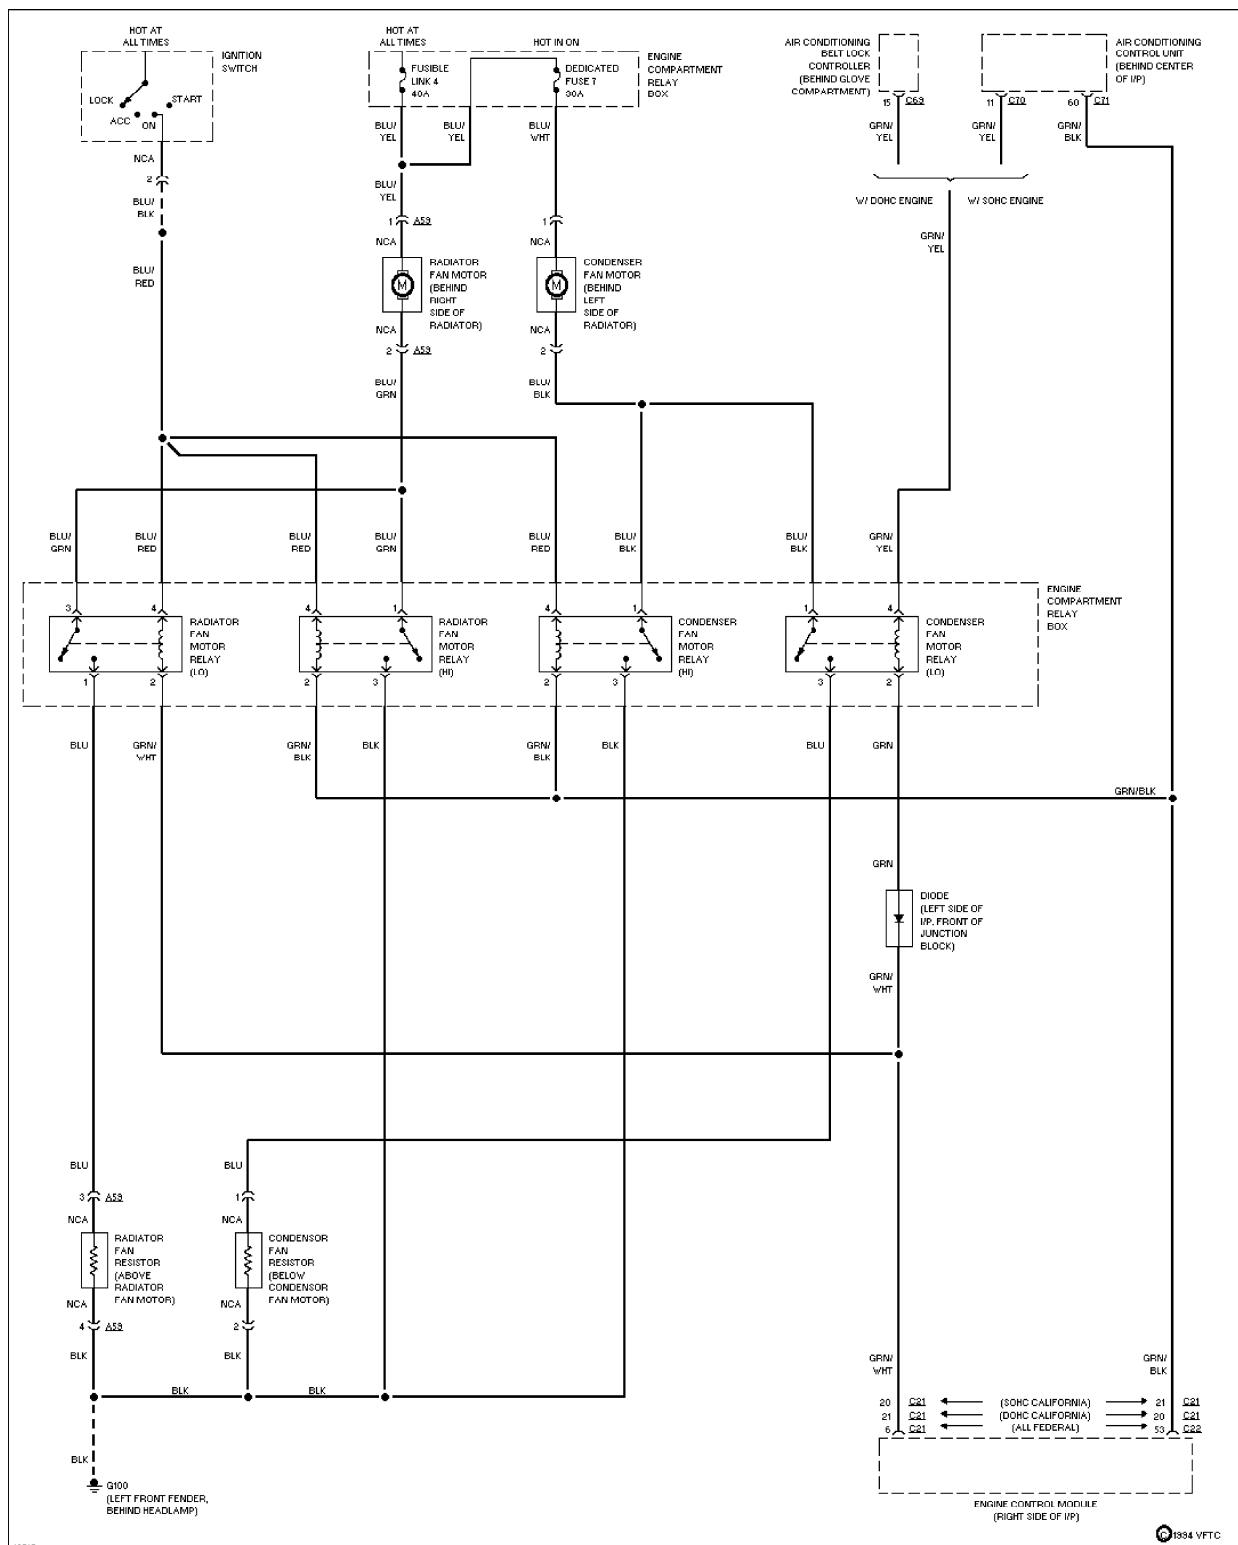 HOT AT
ALL TIMES
IGNITION
SWITCH
LOCK
START
ACC
ON
HOT AT
ALL TIMES
HOT IN ON
FUSIBLE
LINK 4
40A
DEDICATED
FUSE 7
30A
ENGINE
COMPARTMENT
RELAY
BOX
AIR CONDITIONING
BELT LOCK
CONTROLLER
(BEHIND GLOVE
COMPARTMENT)
AIR CONDITIONING
CONTROL UNIT
(BEHIND CENTER
OF I/P)
15 C69
11 C70
60 C71
BLU/
YEL
BLU/
YEL
BLU/
WHT
GRN/
YEL
GRN/
YEL
GRN/
BLK
NCA
2
BLU/
BLK
BLU/
YEL
W/ DOHC ENGINE
W/ SOHC ENGINE
1 A59
1
GRN/
YEL
NCA
NCA
BLU/
RED
RADIATOR
FAN MOTOR
(BEHIND
RIGHT
SIDE OF
RADIATOR)
M
CONDENSER
FAN MOTOR
(BEHIND
LEFT
SIDE OF
RADIATOR)
M
NCA
NCA
2 A59
2
BLU/
GRN
BLU/
BLK
BLU/
GRN
BLU/
RED
BLU/
RED
BLU/
GRN
BLU/
RED
BLU/
BLK
BLU/
BLK
GRN/
YEL
ENGINE
COMPARTMENT
RELAY
BOX
3
4
4
1
4
1
1
4
RADIATOR
FAN
MOTOR
RELAY
(LO)
RADIATOR
FAN
MOTOR
RELAY
(HI)
CONDENSER
FAN
MOTOR
RELAY
(HI)
CONDENSER
FAN
MOTOR
RELAY
(LO)
1
2
2
3
2
3
3
2
BLU
GRN/
WHT
GRN/
BLK
BLK
GRN/
BLK
BLK
BLU
GRN
GRN/BLK
GRN
DIODE
(LEFT SIDE OF
I/P, FRONT OF
JUNCTION
BLOCK)
GRN/
WHT
BLU
BLU
3 A59
1
NCA
NCA
RADIATOR
FAN
RESISTOR
(ABOVE
RADIATOR
FAN MOTOR)
CONDENSOR
FAN
RESISTOR
(BELOW
CONDENSOR
FAN MOTOR)
NCA
NCA
4 A59
2
BLK
BLK
GRN/
WHT
GRN/
BLK
BLK
BLK
20 C21 (SOHC CALIFORNIA) 21 C21
21 C21 (DOHC CALIFORNIA) 20 C21
6 C21 (ALL FEDERAL) 53 C22
BLK
G100
(LEFT FRONT FENDER,
BEHIND HEADLAMP)
ENGINE CONTROL MODULE
(RIGHT SIDE OF I/P)
© 1994 VFTC